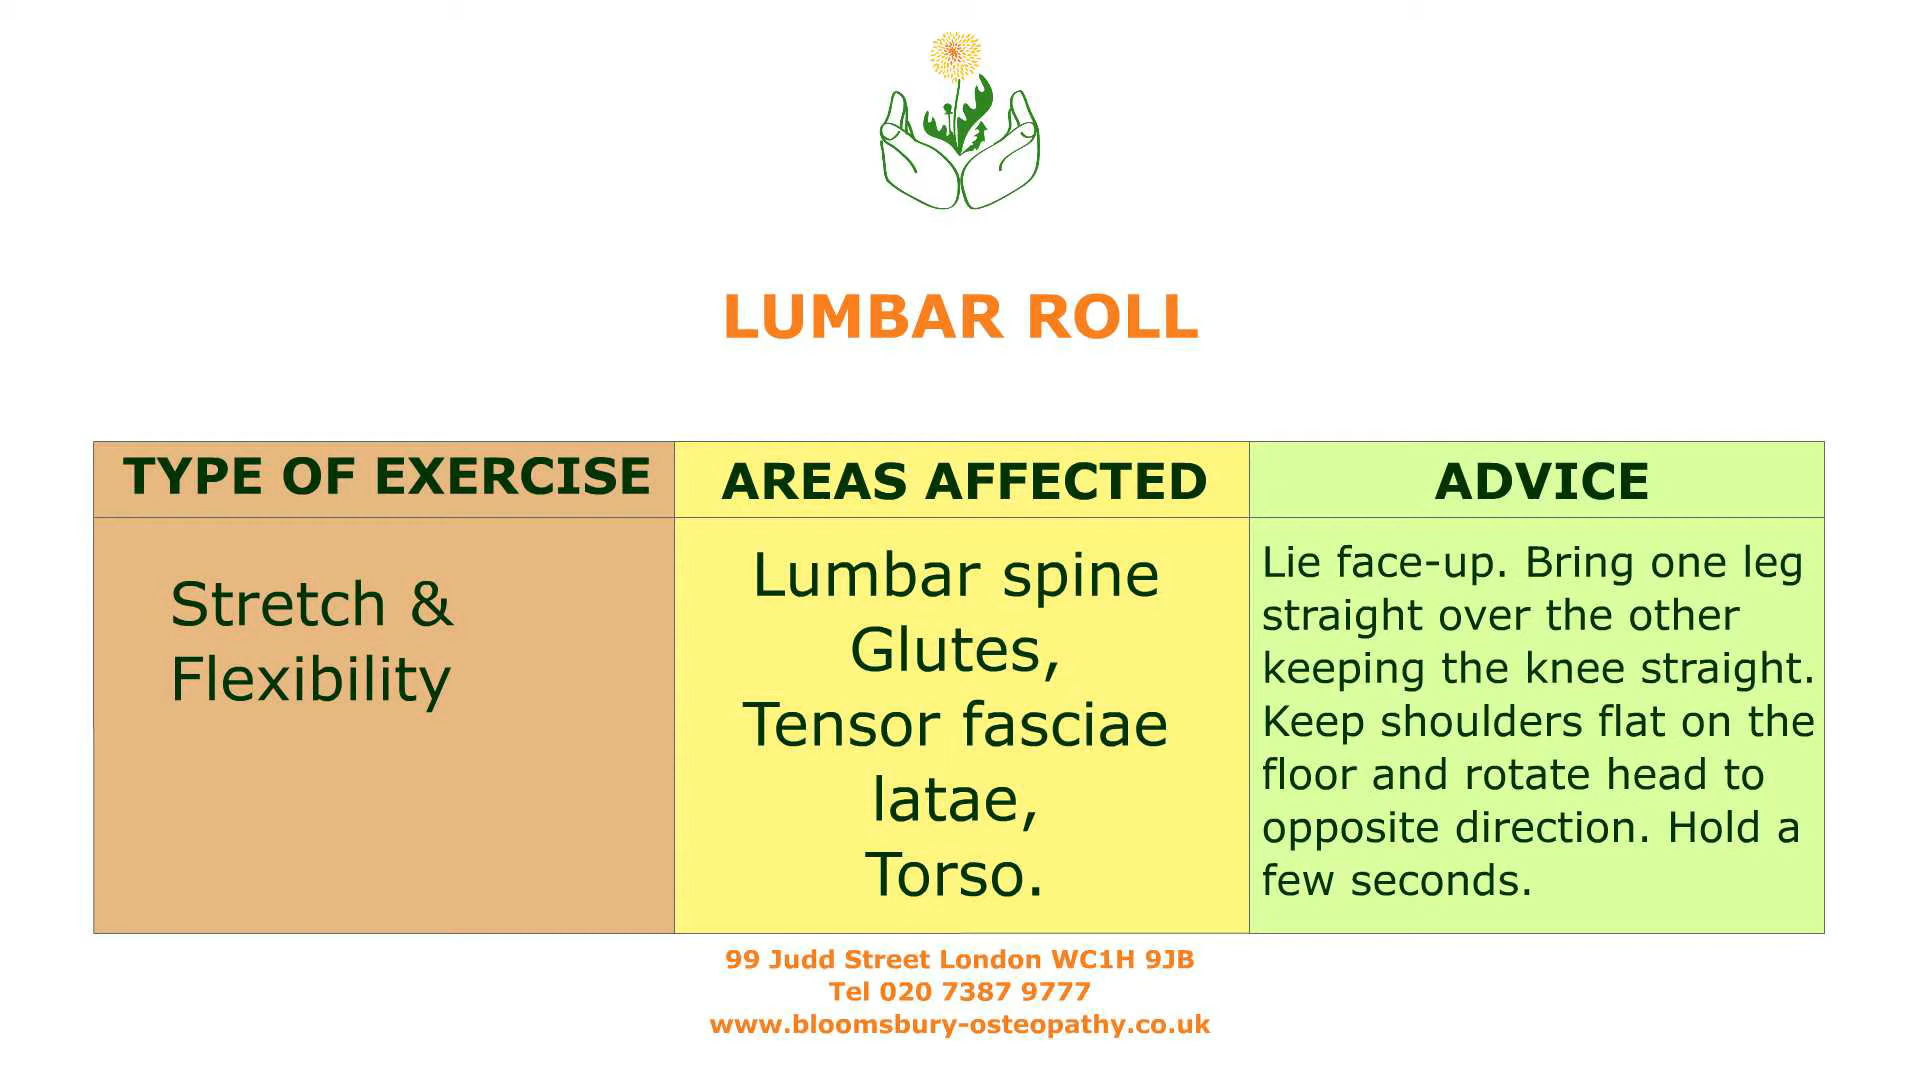 LUMBAR ROLL
TYPE OF EXERCISE
AREAS AFFECTED
ADVICE
Stretch &
Flexibility
Lumbar spine
Glutes,
Tensor fasciae
latae,
Torso.
Lie face-up. Bring one leg
straight over the other
keeping the knee straight.
Keep shoulders flat on the
floor and rotate head to
opposite direction. Hold a
few seconds.
99 Judd Street London WC1H 9JB
Tel 020 7387 9777
www.bloomsbury-osteopathy.co.uk